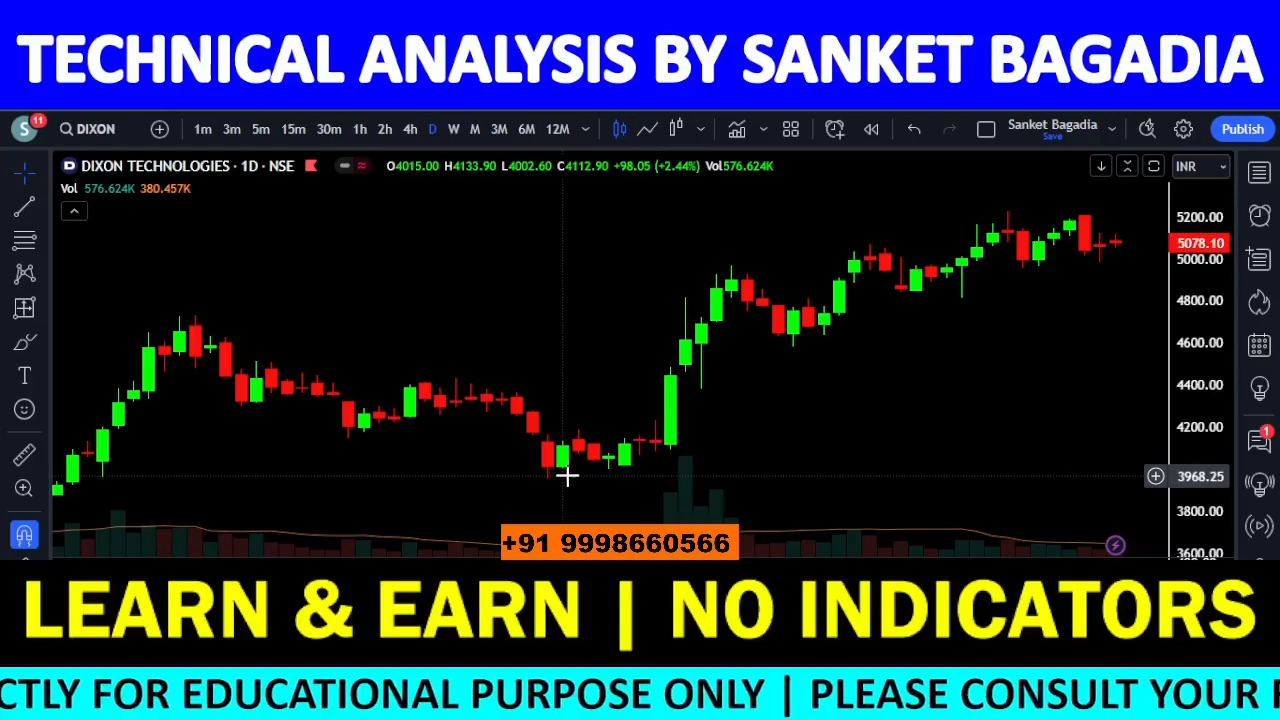 TECHNICAL ANALYSIS BY SANKET BAGADIA
S 11 DIXON 1m 3m 5m 15m 30m 1h 2h 4h D W M 3M 6M 12M Sanket Bagadia Save Publish
DIXON TECHNOLOGIES · 1D · NSE O4015.00 H4133.90 L4002.60 C4112.90 +98.05 (+2.44%) Vol576.624K INR
Vol 576.624K 380.457K
5200.00
5078.10
5000.00
4800.00
4600.00
4400.00
4200.00
1
3968.25
3800.00
+91 9998660566
3600.00
LEARN & EARN | NO INDICATORS
CTLY FOR EDUCATIONAL PURPOSE ONLY | PLEASE CONSULT YOUR